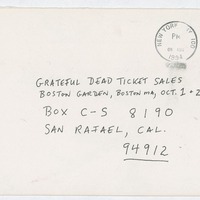 NEW YORK
PM
1994
GRATEFUL DEAD TICKET SALES
BOSTON GARDEN, BOSTON MA, OCT. 1 + 2
BOX C-S 8190
SAN RAFAEL, CAL.
94912